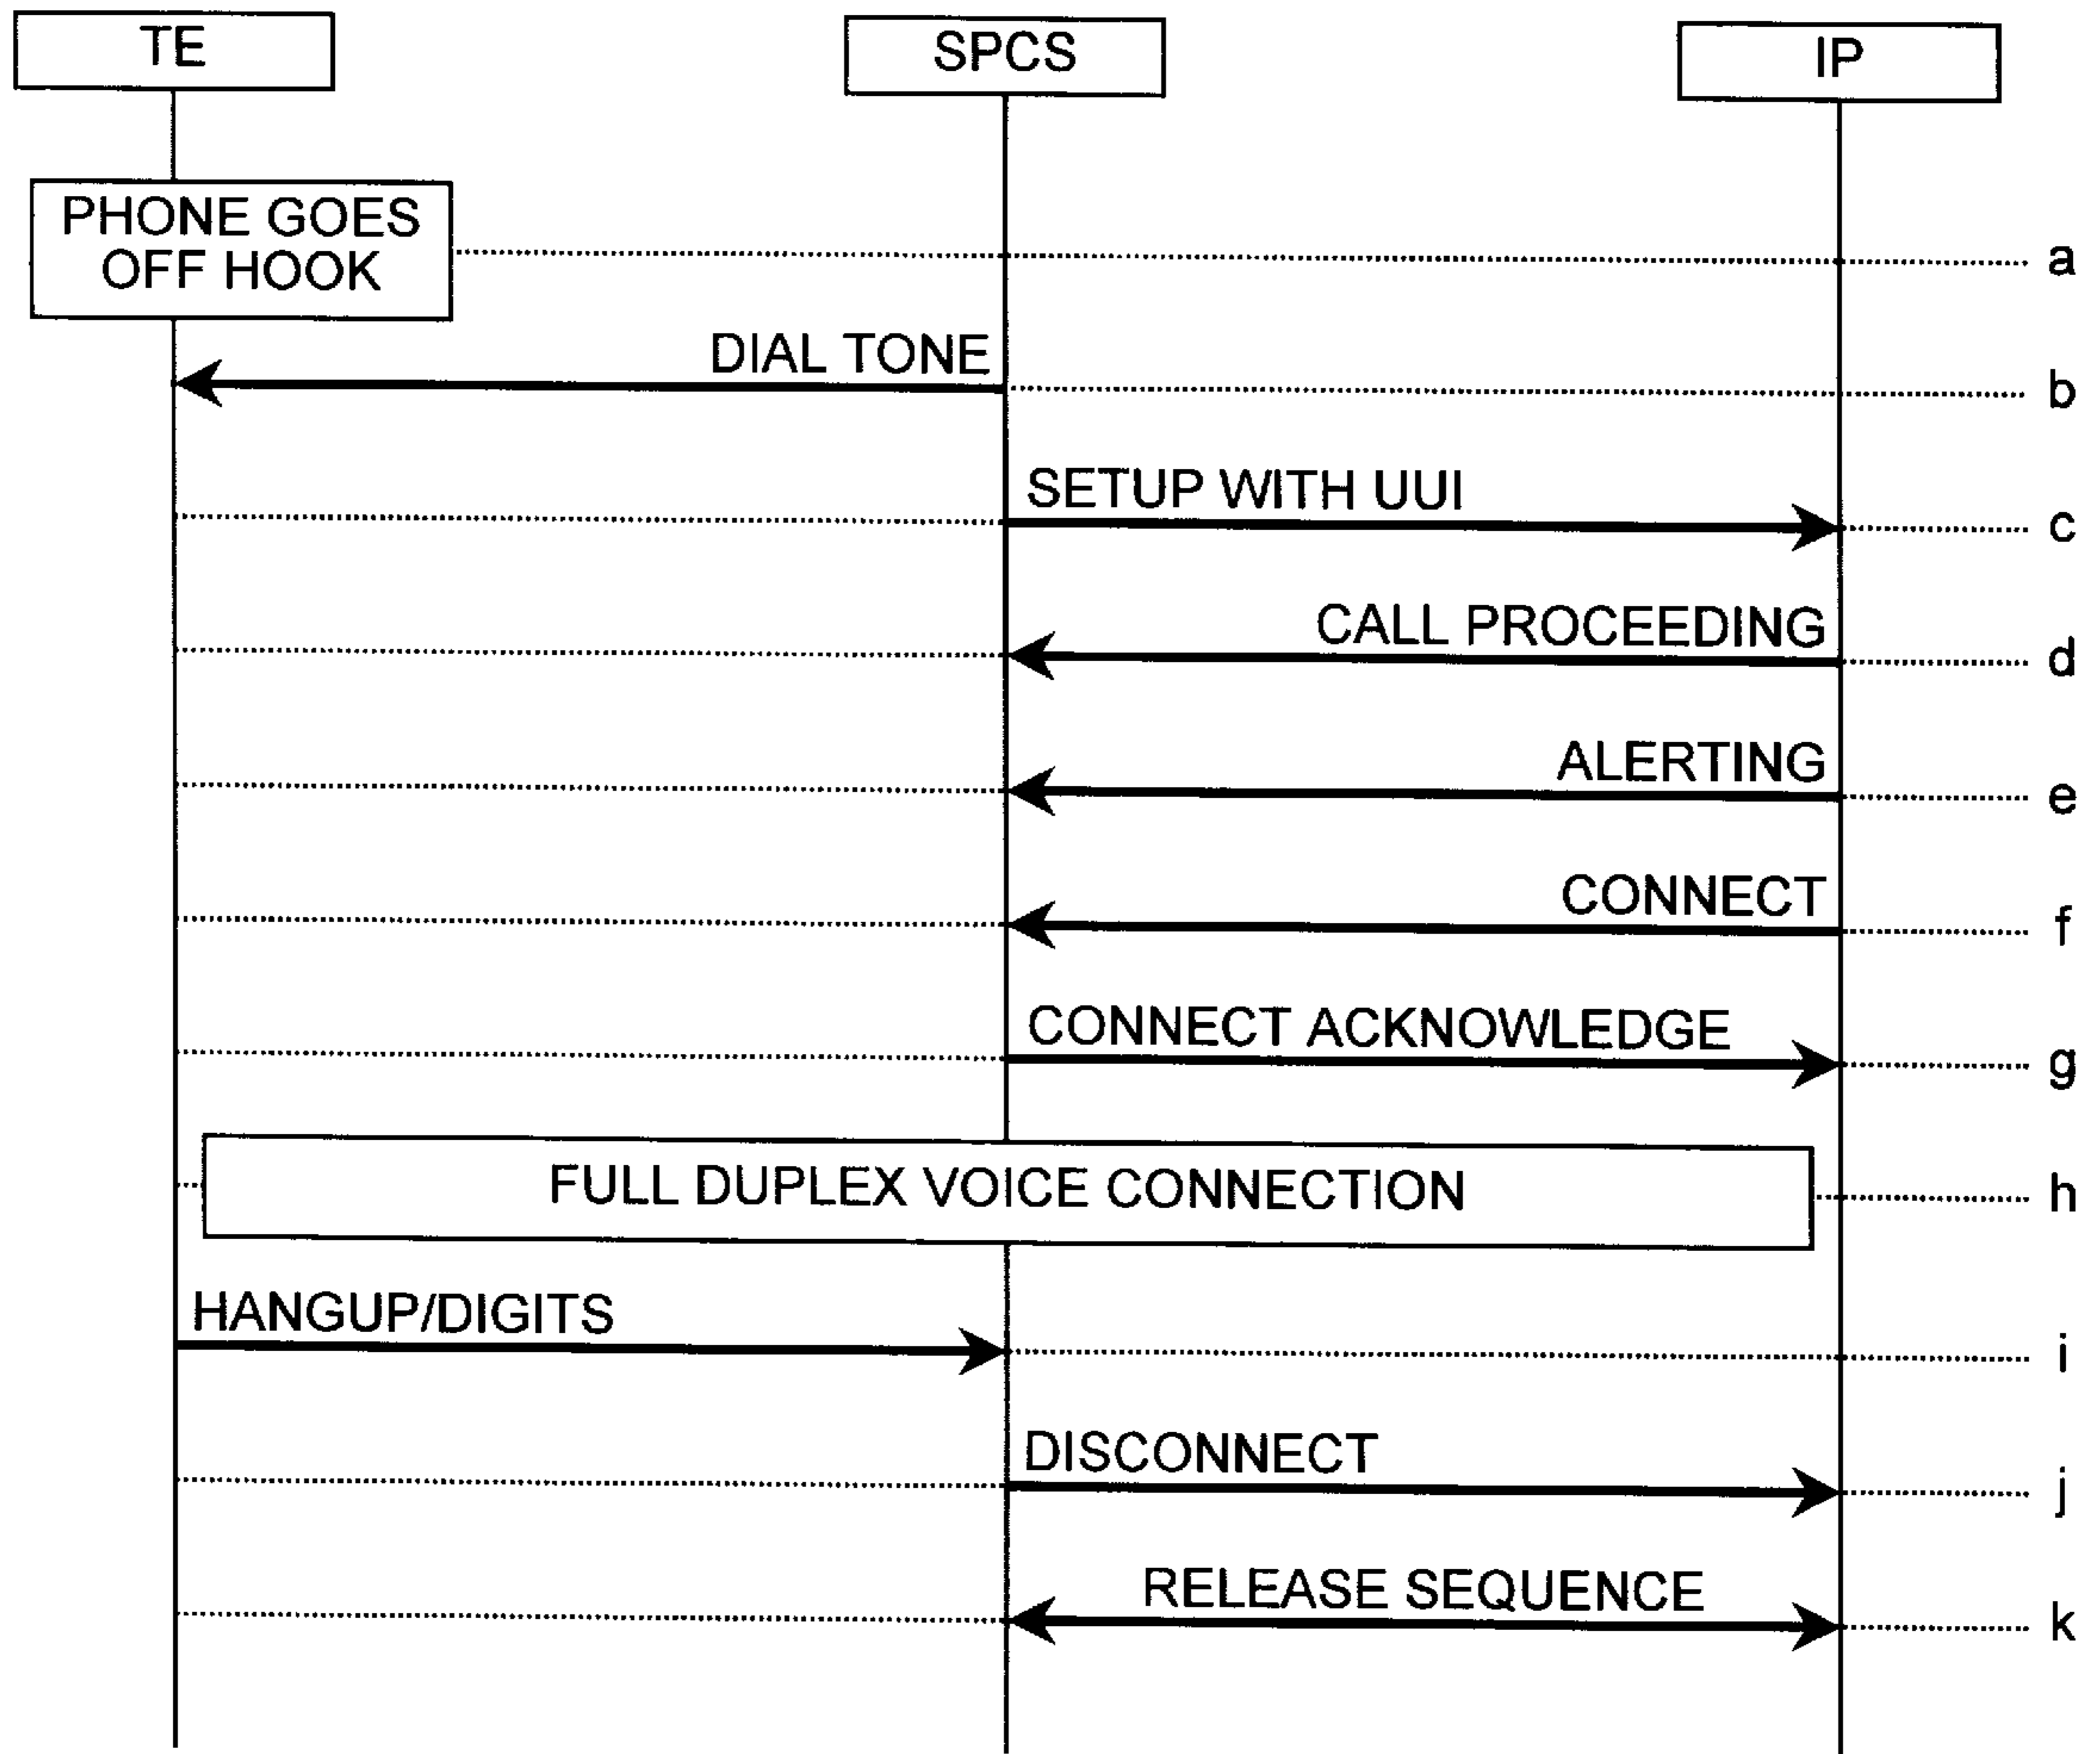 TE
SPCS
IP
PHONE GOES
OFF HOOK
a
DIAL TONE
b
SETUP WITH UUI
c
CALL PROCEEDING
d
ALERTING
e
CONNECT
f
CONNECT ACKNOWLEDGE
g
FULL DUPLEX VOICE CONNECTION
h
HANGUP/DIGITS
i
DISCONNECT
j
RELEASE SEQUENCE
k